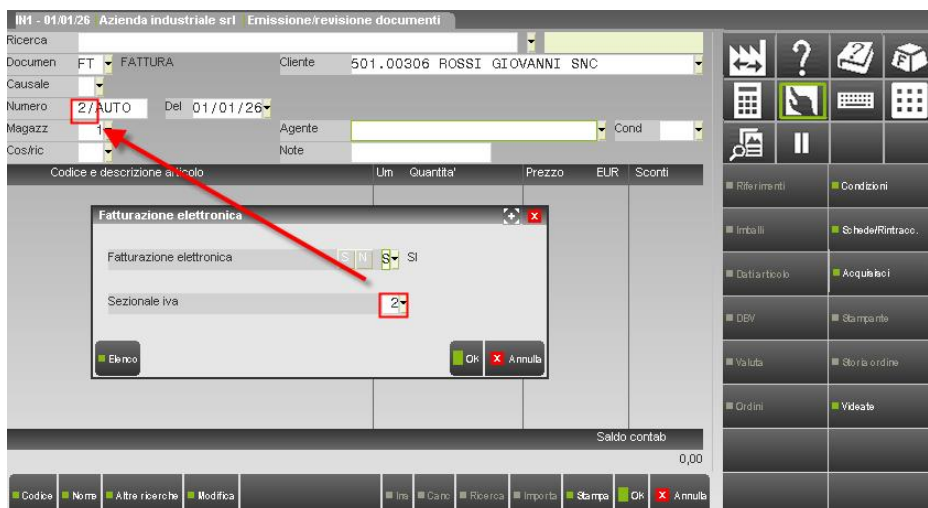 IN1 - 01/01/26 Azienda industriale srl Emissione/revisione documenti
Ricerca
Documen FT FATTURA Cliente 501.00306 ROSSI GIOVANNI SNC
Causale
Numero 2/AUTO Del 01/01/26
Magazz 1 Agente Cond
Cos/ric Note
Codice e descrizione articolo Um Quantita' Prezzo EUR Sconti
Fatturazione elettronica
Fatturazione elettronica S N S SI
Sezionale iva 2
Elenco Ok Annulla
Saldo contab
0,00
Codice Nome Altre ricerche Modifica Ins Canc Ricerca Importa Stampa Ok Annulla
Riferimenti Condizioni
Imballi Schede/Rintracc.
Dati articolo Acquisisci
DBV Stampante
Valuta Storia ordine
Ordini Videate